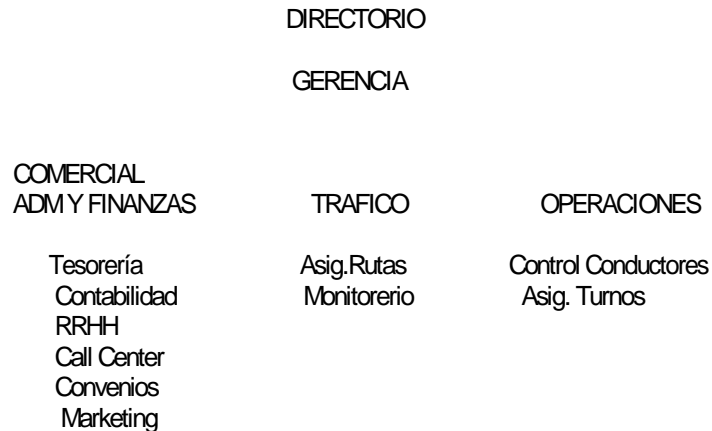 DIRECTORIO
GERENCIA
COMERCIAL
ADM Y FINANZAS TRAFICO OPERACIONES
Tesorería Asig.Rutas Control Conductores
Contabilidad Monitorerio Asig. Turnos
RRHH
Call Center
Convenios
Marketing